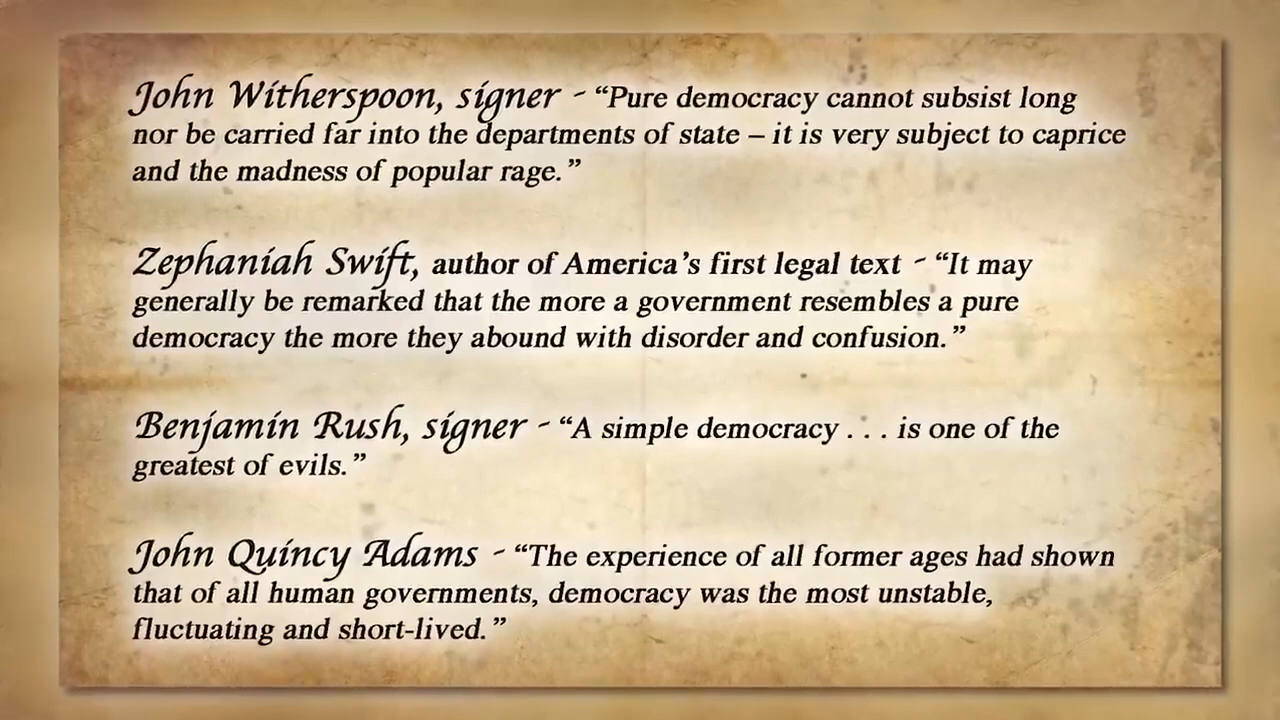 John Witherspoon, signer - “Pure democracy cannot subsist long
nor be carried far into the departments of state – it is very subject to caprice
and the madness of popular rage.”
Zephaniah Swift, author of America’s first legal text - “It may
generally be remarked that the more a government resembles a pure
democracy the more they abound with disorder and confusion.”
Benjamin Rush, signer - “A simple democracy . . . is one of the
greatest of evils.”
John Quincy Adams - “The experience of all former ages had shown
that of all human governments, democracy was the most unstable,
fluctuating and short-lived.”